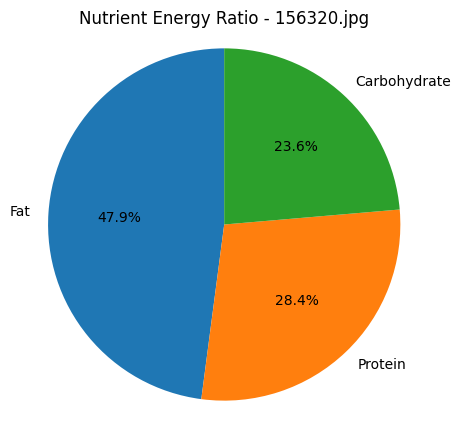 Nutrient Energy Ratio - 156320.jpg
Carbohydrate
23.6%
Fat
47.9%
28.4%
Protein